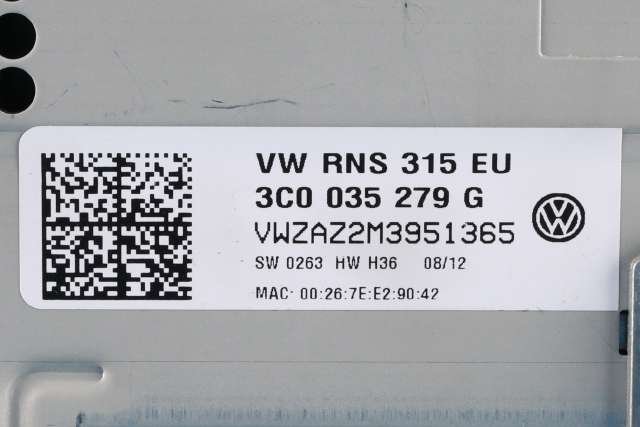 VW RNS 315 EU
3C0 035 279 G
VWZAZ2M3951365
SW 0263 HW H36 08/12
MAC: 00:26:7E:E2:90:42